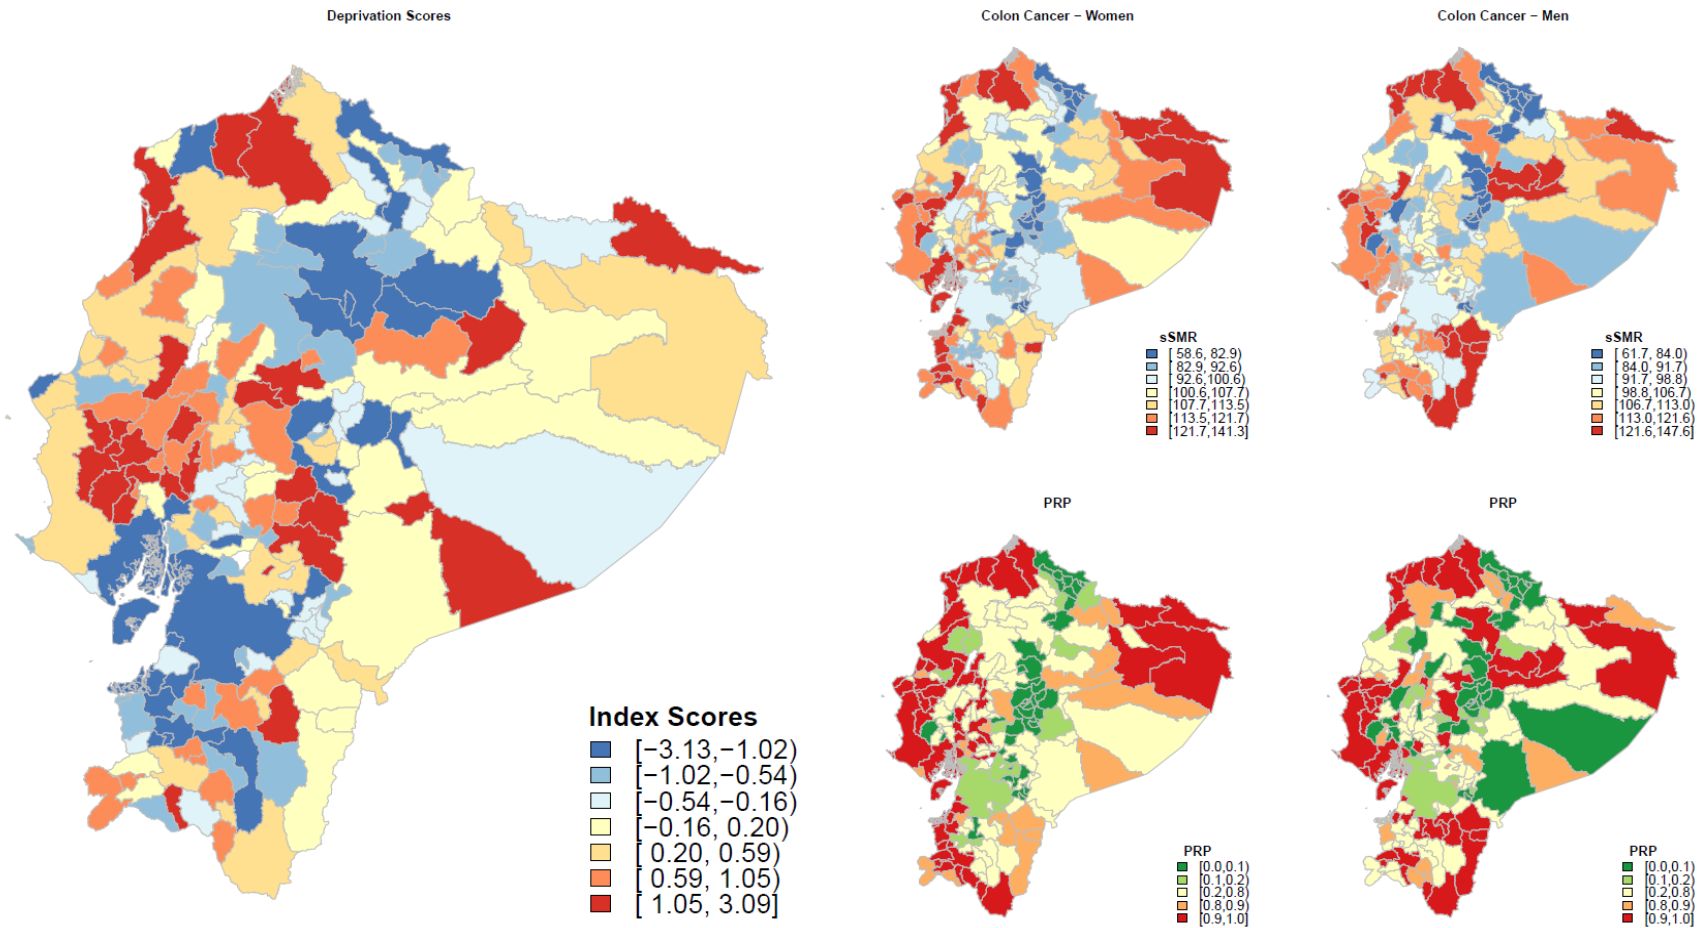 Deprivation Scores
Index Scores
[−3.13,−1.02)
[−1.02,−0.54)
[−0.54,−0.16)
[−0.16, 0.20)
[ 0.20, 0.59)
[ 0.59, 1.05)
[ 1.05, 3.09]
Colon Cancer − Women
sSMR
[ 58.6, 82.9)
[ 82.9, 92.6)
[ 92.6,100.6)
[100.6,107.7)
[107.7,113.5)
[113.5,121.7)
[121.7,141.3]
Colon Cancer − Men
sSMR
[ 61.7, 84.0)
[ 84.0, 91.7)
[ 91.7, 98.8)
[ 98.8,106.7)
[106.7,113.0)
[113.0,121.6)
[121.6,147.6]
PRP
PRP
[0.0,0.1)
[0.1,0.2)
[0.2,0.8)
[0.8,0.9)
[0.9,1.0]
PRP
PRP
[0.0,0.1)
[0.1,0.2)
[0.2,0.8)
[0.8,0.9)
[0.9,1.0]